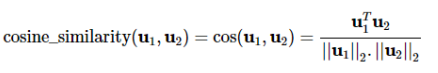 cosine_similarity(u₁, u₂) = cos(u₁, u₂) = u₁ᵀu₂ / ||u₁||₂.||u₂||₂